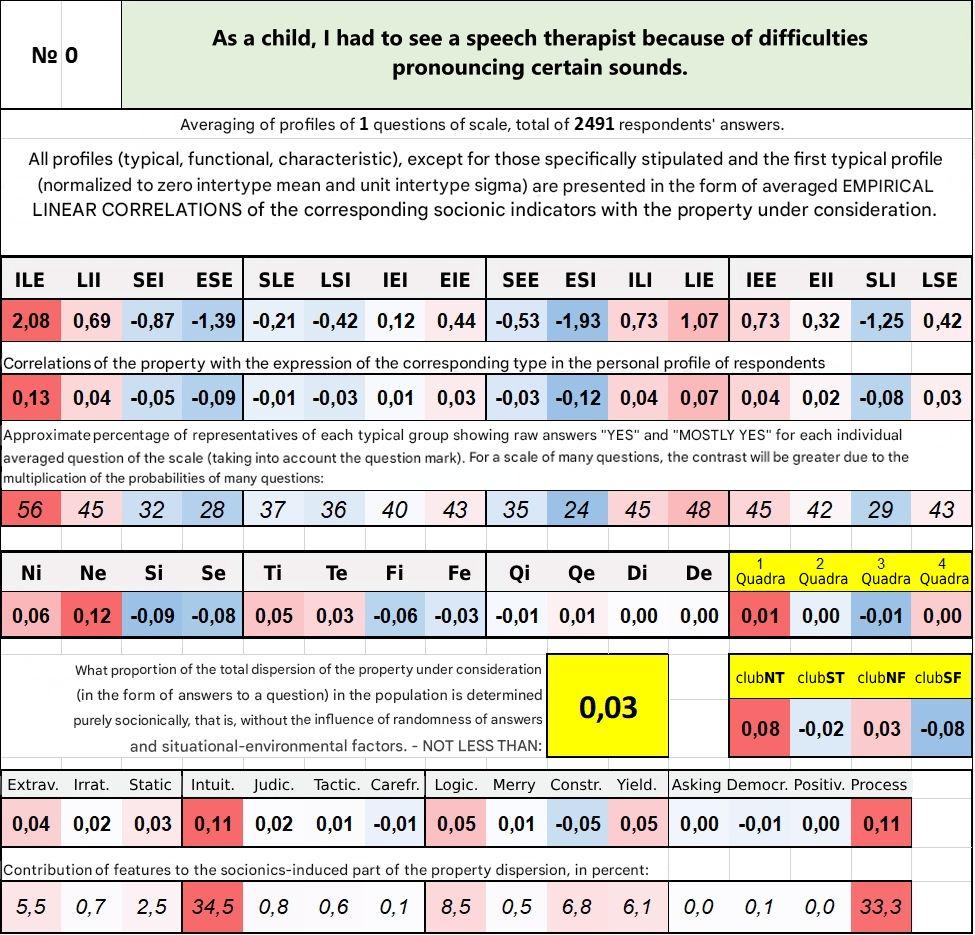 № 0
As a child, I had to see a speech therapist because of difficulties
pronouncing certain sounds.
Averaging of profiles of 1 questions of scale, total of 2491 respondents' answers.
All profiles (typical, functional, characteristic), except for those specifically stipulated and the first typical profile
(normalized to zero intertype mean and unit intertype sigma) are presented in the form of averaged EMPIRICAL
LINEAR CORRELATIONS of the corresponding socionic indicators with the property under consideration.
ILE LII SEI ESE SLE LSI IEI EIE SEE ESI ILI LIE IEE EII SLI LSE
2,08 0,69 -0,87 -1,39 -0,21 -0,42 0,12 0,44 -0,53 -1,93 0,73 1,07 0,73 0,32 -1,25 0,42
Correlations of the property with the expression of the corresponding type in the personal profile of respondents
0,13 0,04 -0,05 -0,09 -0,01 -0,03 0,01 0,03 -0,03 -0,12 0,04 0,07 0,04 0,02 -0,08 0,03
Approximate percentage of representatives of each typical group showing raw answers "YES" and "MOSTLY YES" for each individual
averaged question of the scale (taking into account the question mark). For a scale of many questions, the contrast will be greater due to the
multiplication of the probabilities of many questions:
56 45 32 28 37 36 40 43 35 24 45 48 45 42 29 43
Ni Ne Si Se Ti Te Fi Fe Qi Qe Di De 1 Quadra 2 Quadra 3 Quadra 4 Quadra
0,06 0,12 -0,09 -0,08 0,05 0,03 -0,06 -0,03 -0,01 0,01 0,00 0,00 0,01 0,00 -0,01 0,00
What proportion of the total dispersion of the property under consideration
(in the form of answers to a question) in the population is determined
purely socionically, that is, without the influence of randomness of answers
and situational-environmental factors. - NOT LESS THAN:
0,03
clubNT clubST clubNF clubSF
0,08 -0,02 0,03 -0,08
Extrav. Irrat. Static Intuit. Judic. Tactic. Carefr. Logic. Merry Constr. Yield. Asking Democr. Positiv. Process
0,04 0,02 0,03 0,11 0,02 0,01 -0,01 0,05 0,01 -0,05 0,05 0,00 -0,01 0,00 0,11
Contribution of features to the socionics-induced part of the property dispersion, in percent:
5,5 0,7 2,5 34,5 0,8 0,6 0,1 8,5 0,5 6,8 6,1 0,0 0,1 0,0 33,3